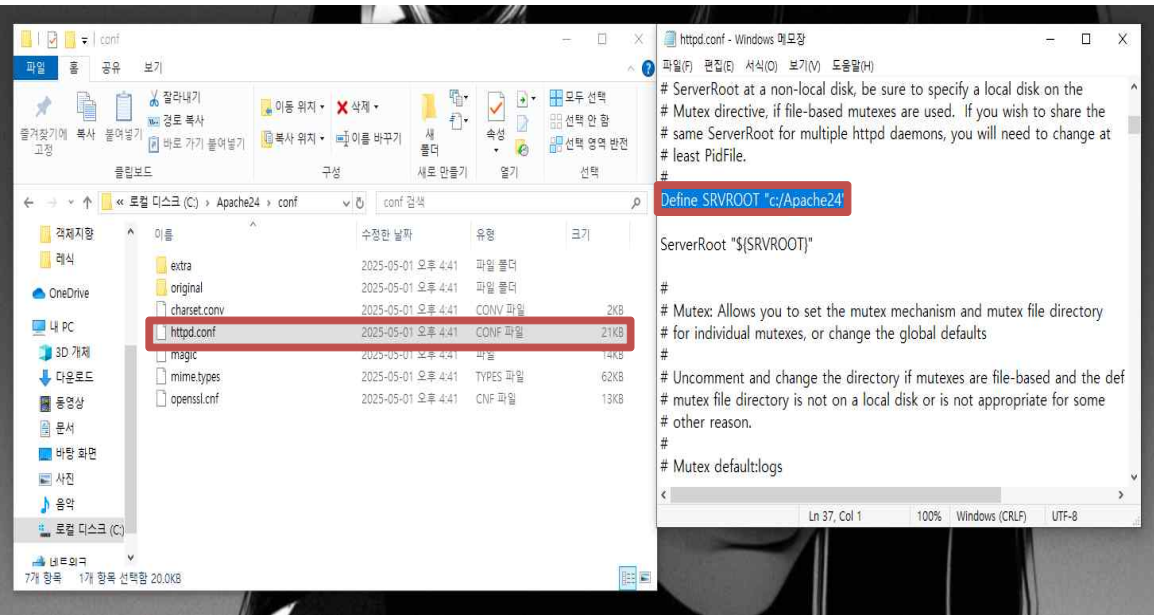 conf
파일 홈 공유 보기
즐겨찾기에 고정
복사
붙여넣기
잘라내기
경로 복사
바로 가기 붙여넣기
클립보드
이동 위치
복사 위치
삭제
이름 바꾸기
구성
새 폴더
새로 만들기
속성
열기
모두 선택
선택 안 함
선택 영역 반전
선택
« 로컬 디스크 (C:) › Apache24 › conf
conf 검색
객체지향
레식
OneDrive
내 PC
3D 개체
다운로드
동영상
문서
바탕 화면
사진
음악
로컬 디스크 (C:)
네트워크
이름 수정한 날짜 유형 크기
extra 2025-05-01 오후 4:41 파일 폴더
original 2025-05-01 오후 4:41 파일 폴더
charset.conv 2025-05-01 오후 4:41 CONV 파일 2KB
httpd.conf 2025-05-01 오후 4:41 CONF 파일 21KB
magic 2025-05-01 오후 4:41 파일 14KB
mime.types 2025-05-01 오후 4:41 TYPES 파일 62KB
openssl.cnf 2025-05-01 오후 4:41 CNF 파일 13KB
7개 항목 1개 항목 선택함 20.0KB
httpd.conf - Windows 메모장
파일(F) 편집(E) 서식(O) 보기(V) 도움말(H)
# ServerRoot at a non-local disk, be sure to specify a local disk on the
# Mutex directive, if file-based mutexes are used. If you wish to share the
# same ServerRoot for multiple httpd daemons, you will need to change at
# least PidFile.
#
Define SRVROOT "c:/Apache24"
ServerRoot "${SRVROOT}"
#
# Mutex: Allows you to set the mutex mechanism and mutex file directory
# for individual mutexes, or change the global defaults
#
# Uncomment and change the directory if mutexes are file-based and the def
# mutex file directory is not on a local disk or is not appropriate for some
# other reason.
#
# Mutex default:logs
Ln 37, Col 1 100% Windows (CRLF) UTF-8